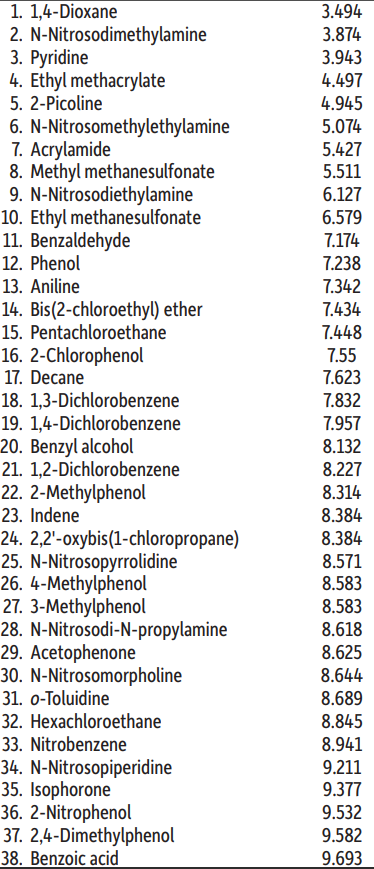 1. 1,4-Dioxane 3.494
2. N-Nitrosodimethylamine 3.874
3. Pyridine 3.943
4. Ethyl methacrylate 4.497
5. 2-Picoline 4.945
6. N-Nitrosomethylethylamine 5.074
7. Acrylamide 5.427
8. Methyl methanesulfonate 5.511
9. N-Nitrosodiethylamine 6.127
10. Ethyl methanesulfonate 6.579
11. Benzaldehyde 7.174
12. Phenol 7.238
13. Aniline 7.342
14. Bis(2-chloroethyl) ether 7.434
15. Pentachloroethane 7.448
16. 2-Chlorophenol 7.55
17. Decane 7.623
18. 1,3-Dichlorobenzene 7.832
19. 1,4-Dichlorobenzene 7.957
20. Benzyl alcohol 8.132
21. 1,2-Dichlorobenzene 8.227
22. 2-Methylphenol 8.314
23. Indene 8.384
24. 2,2'-oxybis(1-chloropropane) 8.384
25. N-Nitrosopyrrolidine 8.571
26. 4-Methylphenol 8.583
27. 3-Methylphenol 8.583
28. N-Nitrosodi-N-propylamine 8.618
29. Acetophenone 8.625
30. N-Nitrosomorpholine 8.644
31. o-Toluidine 8.689
32. Hexachloroethane 8.845
33. Nitrobenzene 8.941
34. N-Nitrosopiperidine 9.211
35. Isophorone 9.377
36. 2-Nitrophenol 9.532
37. 2,4-Dimethylphenol 9.582
38. Benzoic acid 9.693